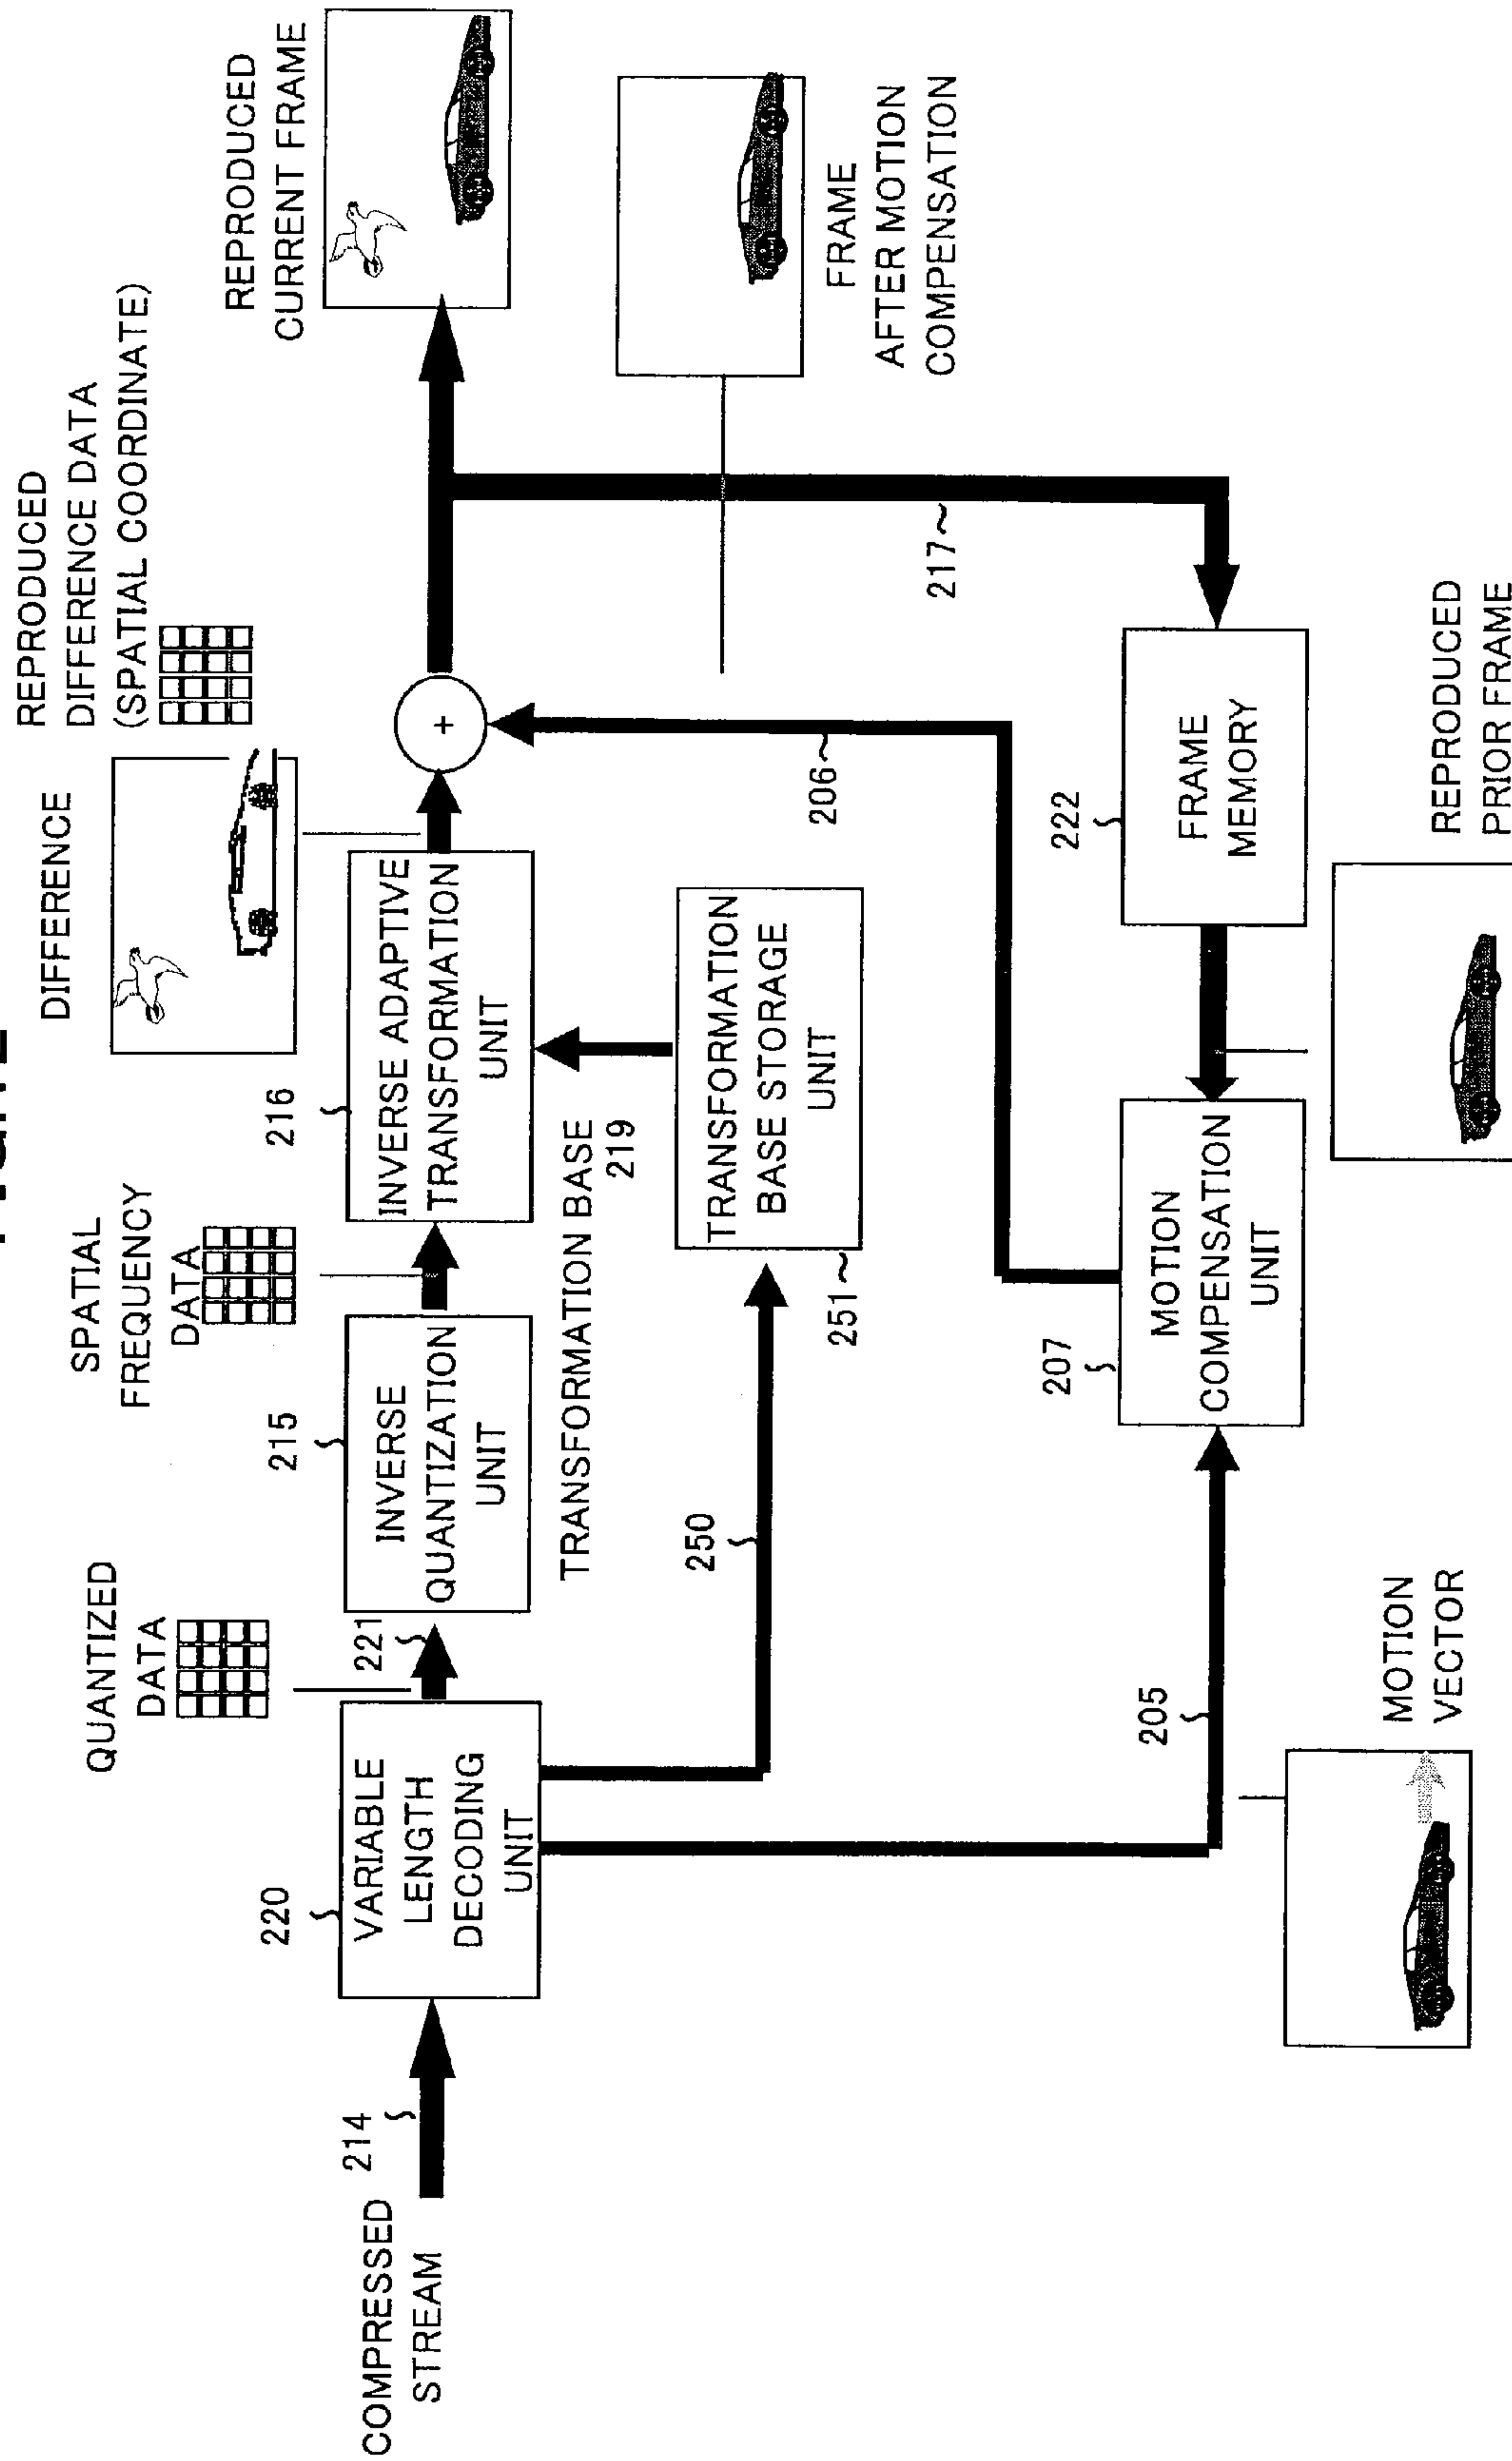 COMPRESSED
STREAM
214
220
VARIABLE
LENGTH
DECODING
UNIT
QUANTIZED
DATA
221
215
INVERSE
QUANTIZATION
UNIT
SPATIAL
FREQUENCY
DATA
216
INVERSE ADAPTIVE
TRANSFORMATION
UNIT
DIFFERENCE
REPRODUCED
DIFFERENCE DATA
(SPATIAL COORDINATE)
+
REPRODUCED
CURRENT FRAME
TRANSFORMATION BASE
219
250
251
TRANSFORMATION
BASE STORAGE
UNIT
206
217
FRAME
AFTER MOTION
COMPENSATION
205
207
MOTION
COMPENSATION
UNIT
222
FRAME
MEMORY
MOTION
VECTOR
REPRODUCED
PRIOR FRAME